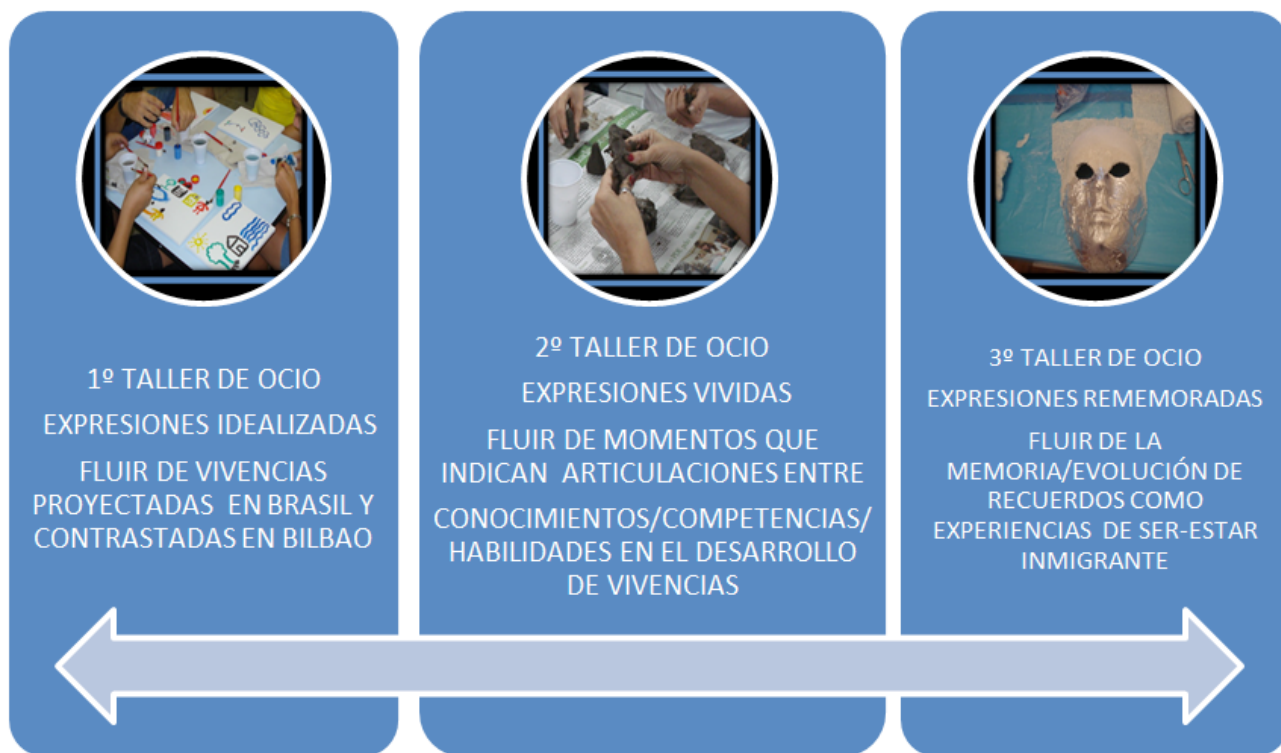 1º TALLER DE OCIO
EXPRESIONES IDEALIZADAS
FLUIR DE VIVENCIAS
PROYECTADAS EN BRASIL Y
CONTRASTADAS EN BILBAO
2º TALLER DE OCIO
EXPRESIONES VIVIDAS
FLUIR DE MOMENTOS QUE
INDICAN ARTICULACIONES ENTRE
CONOCIMIENTOS/COMPETENCIAS/
HABILIDADES EN EL DESARROLLO
DE VIVENCIAS
3º TALLER DE OCIO
EXPRESIONES REMEMORADAS
FLUIR DE LA
MEMORIA/EVOLUCIÓN DE
RECUERDOS COMO
EXPERIENCIAS DE SER-ESTAR
INMIGRANTE